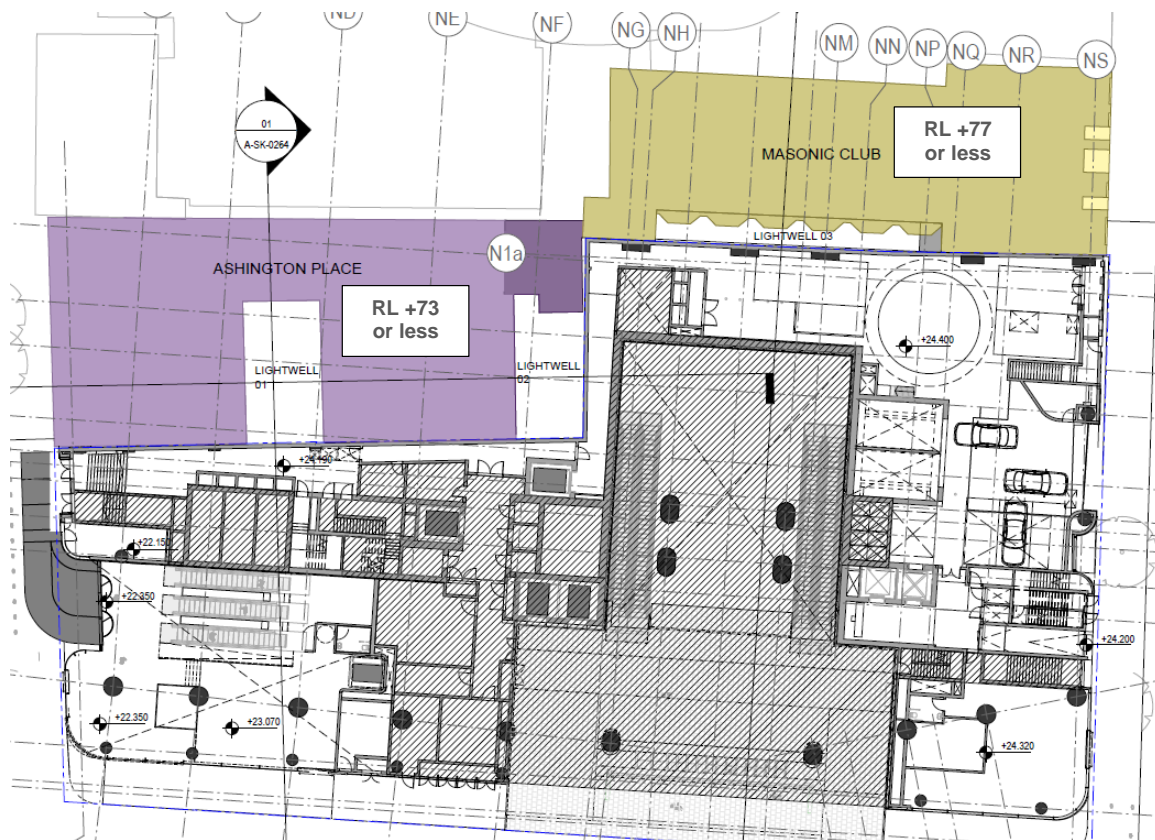 ND
NE
NF
NG
NH
NM
NN
NP
NQ
NR
NS
01
A-SK-0264
RL +77
or less
MASONIC CLUB
LIGHTWELL 03
N1a
ASHINGTON PLACE
RL +73
or less
+24.400
LIGHTWELL
01
LIGHTWELL
02
+24.190
+22.150
+22.350
+24.200
+22.350
+23.070
+24.320